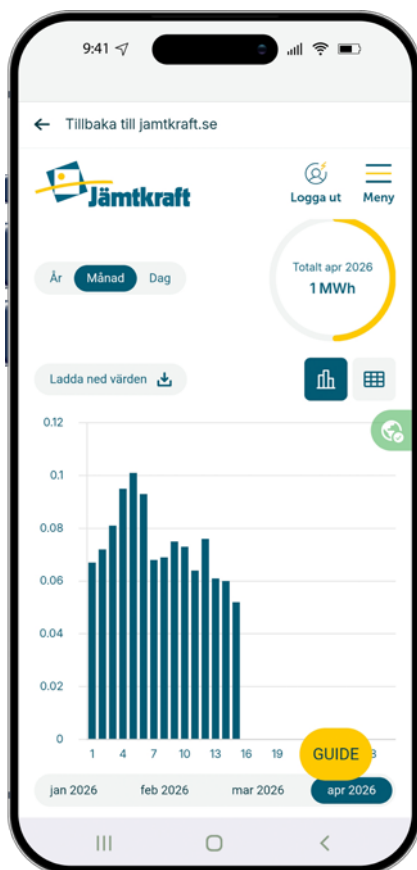 9:41
Tillbaka till jamtkraft.se
Jämtkraft
Logga ut Meny
År Månad Dag
Totalt apr 2026
1 MWh
Ladda ned värden
0.12
0.1
0.08
0.06
0.04
0.02
0
1 4 7 10 13 16 19
GUIDE
jan 2026 feb 2026 mar 2026 apr 2026